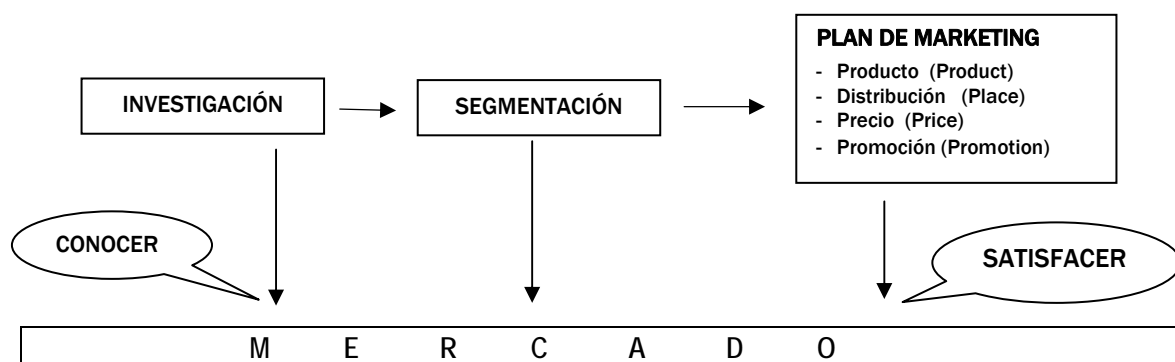 PLAN DE MARKETING
- Producto (Product)
- Distribución (Place)
- Precio (Price)
- Promoción (Promotion)
INVESTIGACIÓN
SEGMENTACIÓN
CONOCER
SATISFACER
M E R C A D O